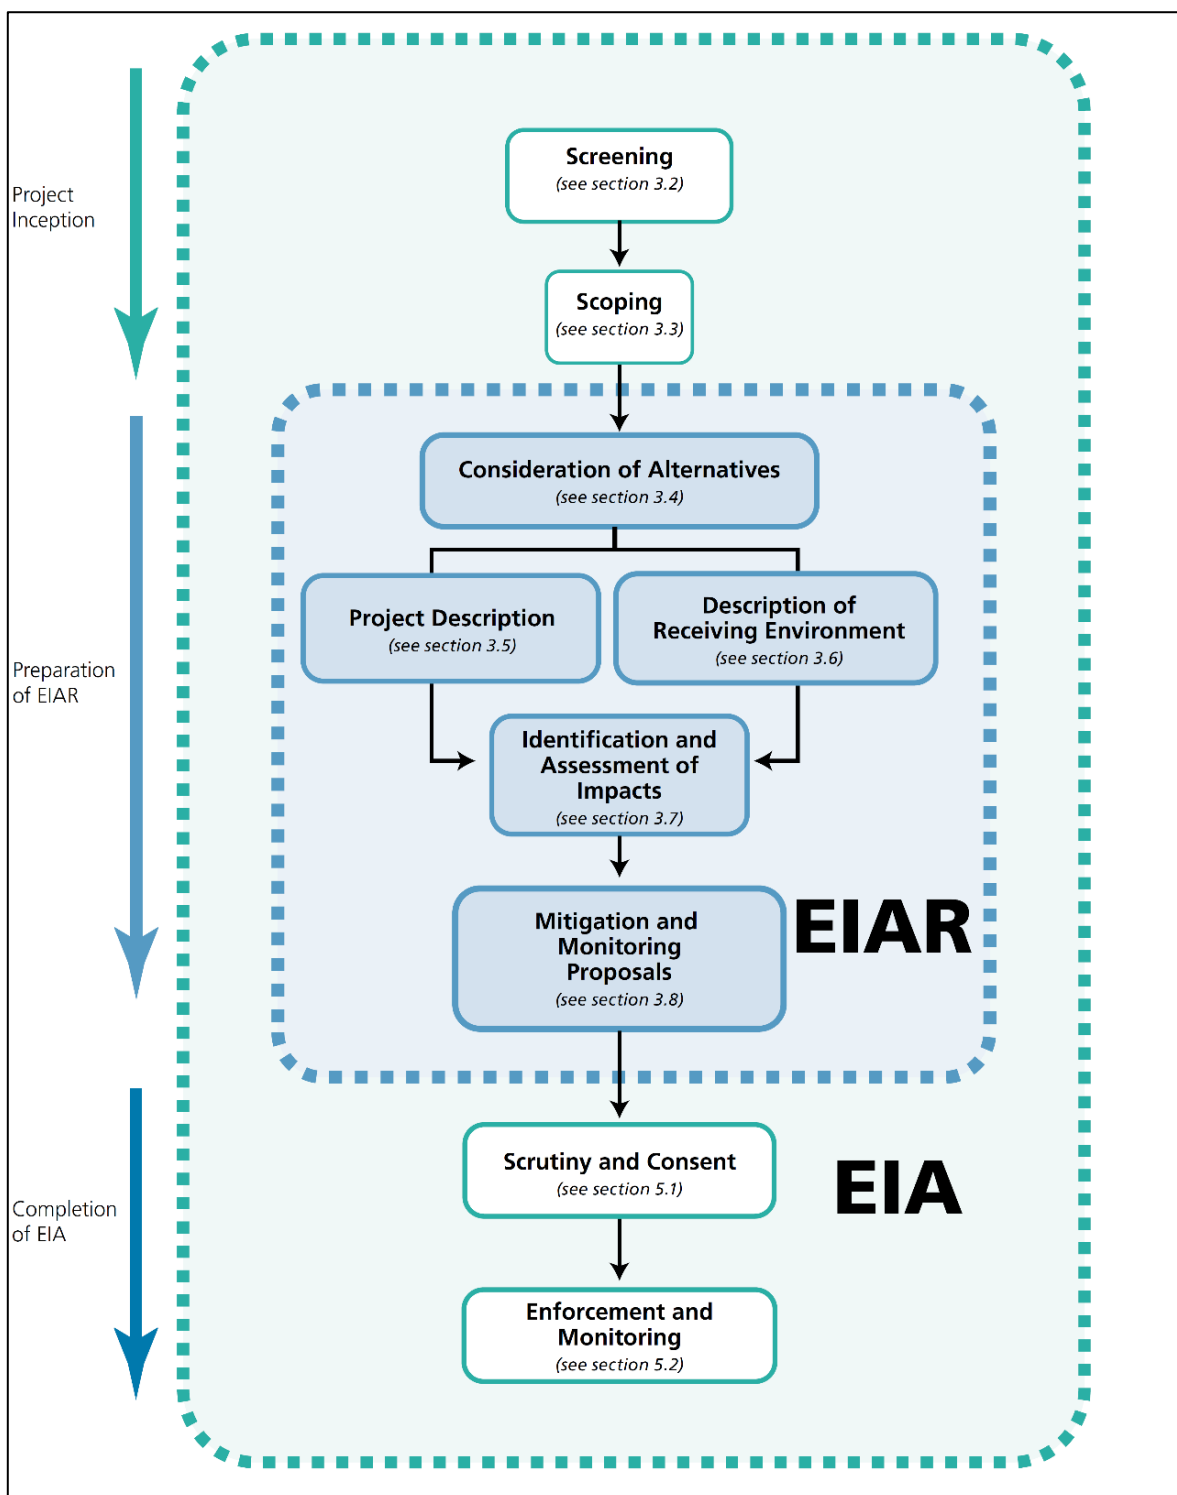 Project
Inception
Screening
(see section 3.2)
Scoping
(see section 3.3)
Preparation
of EIAR
Consideration of Alternatives
(see section 3.4)
Project Description
(see section 3.5)
Description of
Receiving Environment
(see section 3.6)
Identification and
Assessment of
Impacts
(see section 3.7)
Mitigation and
Monitoring
Proposals
(see section 3.8)
EIAR
Completion
of EIA
Scrutiny and Consent
(see section 5.1)
EIA
Enforcement and
Monitoring
(see section 5.2)